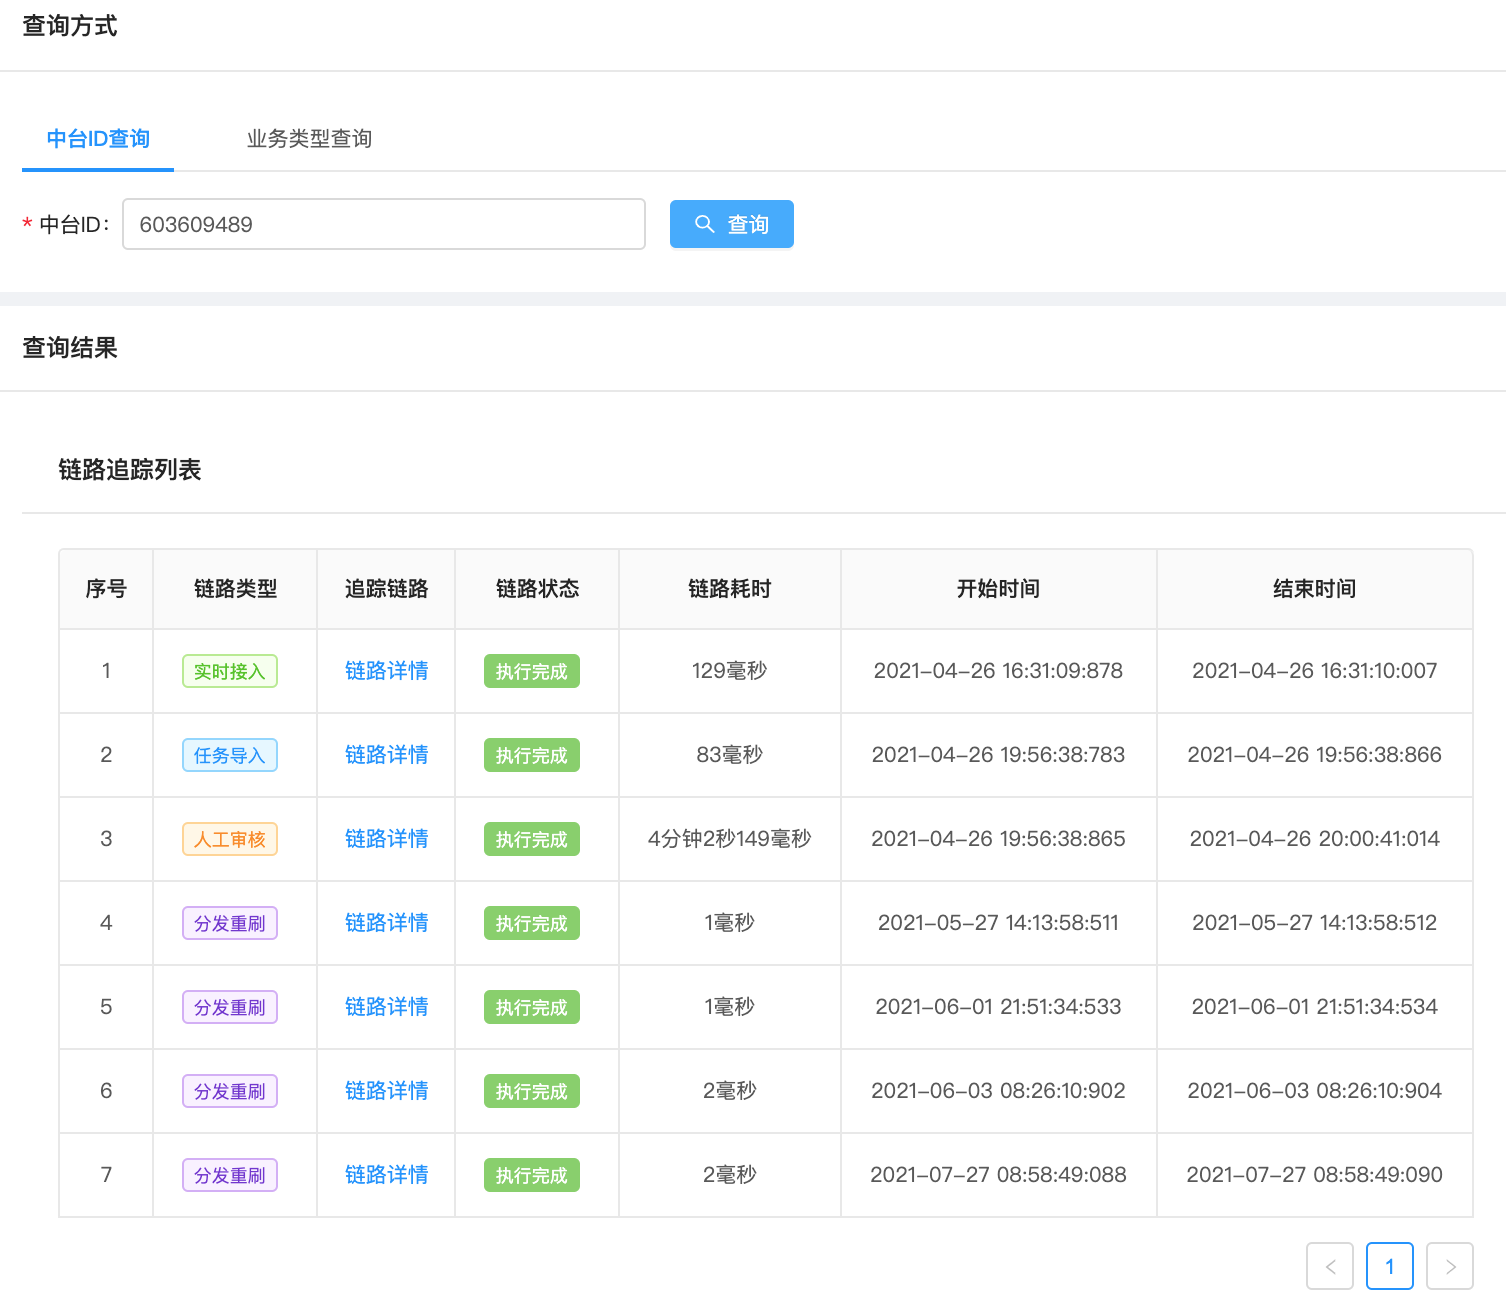 查询方式
中台ID查询 业务类型查询
* 中台ID: 603609489 查询
查询结果
链路追踪列表
序号 链路类型 追踪链路 链路状态 链路耗时 开始时间 结束时间
1 实时接入 链路详情 执行完成 129毫秒 2021-04-26 16:31:09:878 2021-04-26 16:31:10:007
2 任务导入 链路详情 执行完成 83毫秒 2021-04-26 19:56:38:783 2021-04-26 19:56:38:866
3 人工审核 链路详情 执行完成 4分钟2秒149毫秒 2021-04-26 19:56:38:865 2021-04-26 20:00:41:014
4 分发重刷 链路详情 执行完成 1毫秒 2021-05-27 14:13:58:511 2021-05-27 14:13:58:512
5 分发重刷 链路详情 执行完成 1毫秒 2021-06-01 21:51:34:533 2021-06-01 21:51:34:534
6 分发重刷 链路详情 执行完成 2毫秒 2021-06-03 08:26:10:902 2021-06-03 08:26:10:904
7 分发重刷 链路详情 执行完成 2毫秒 2021-07-27 08:58:49:088 2021-07-27 08:58:49:090
< 1 >